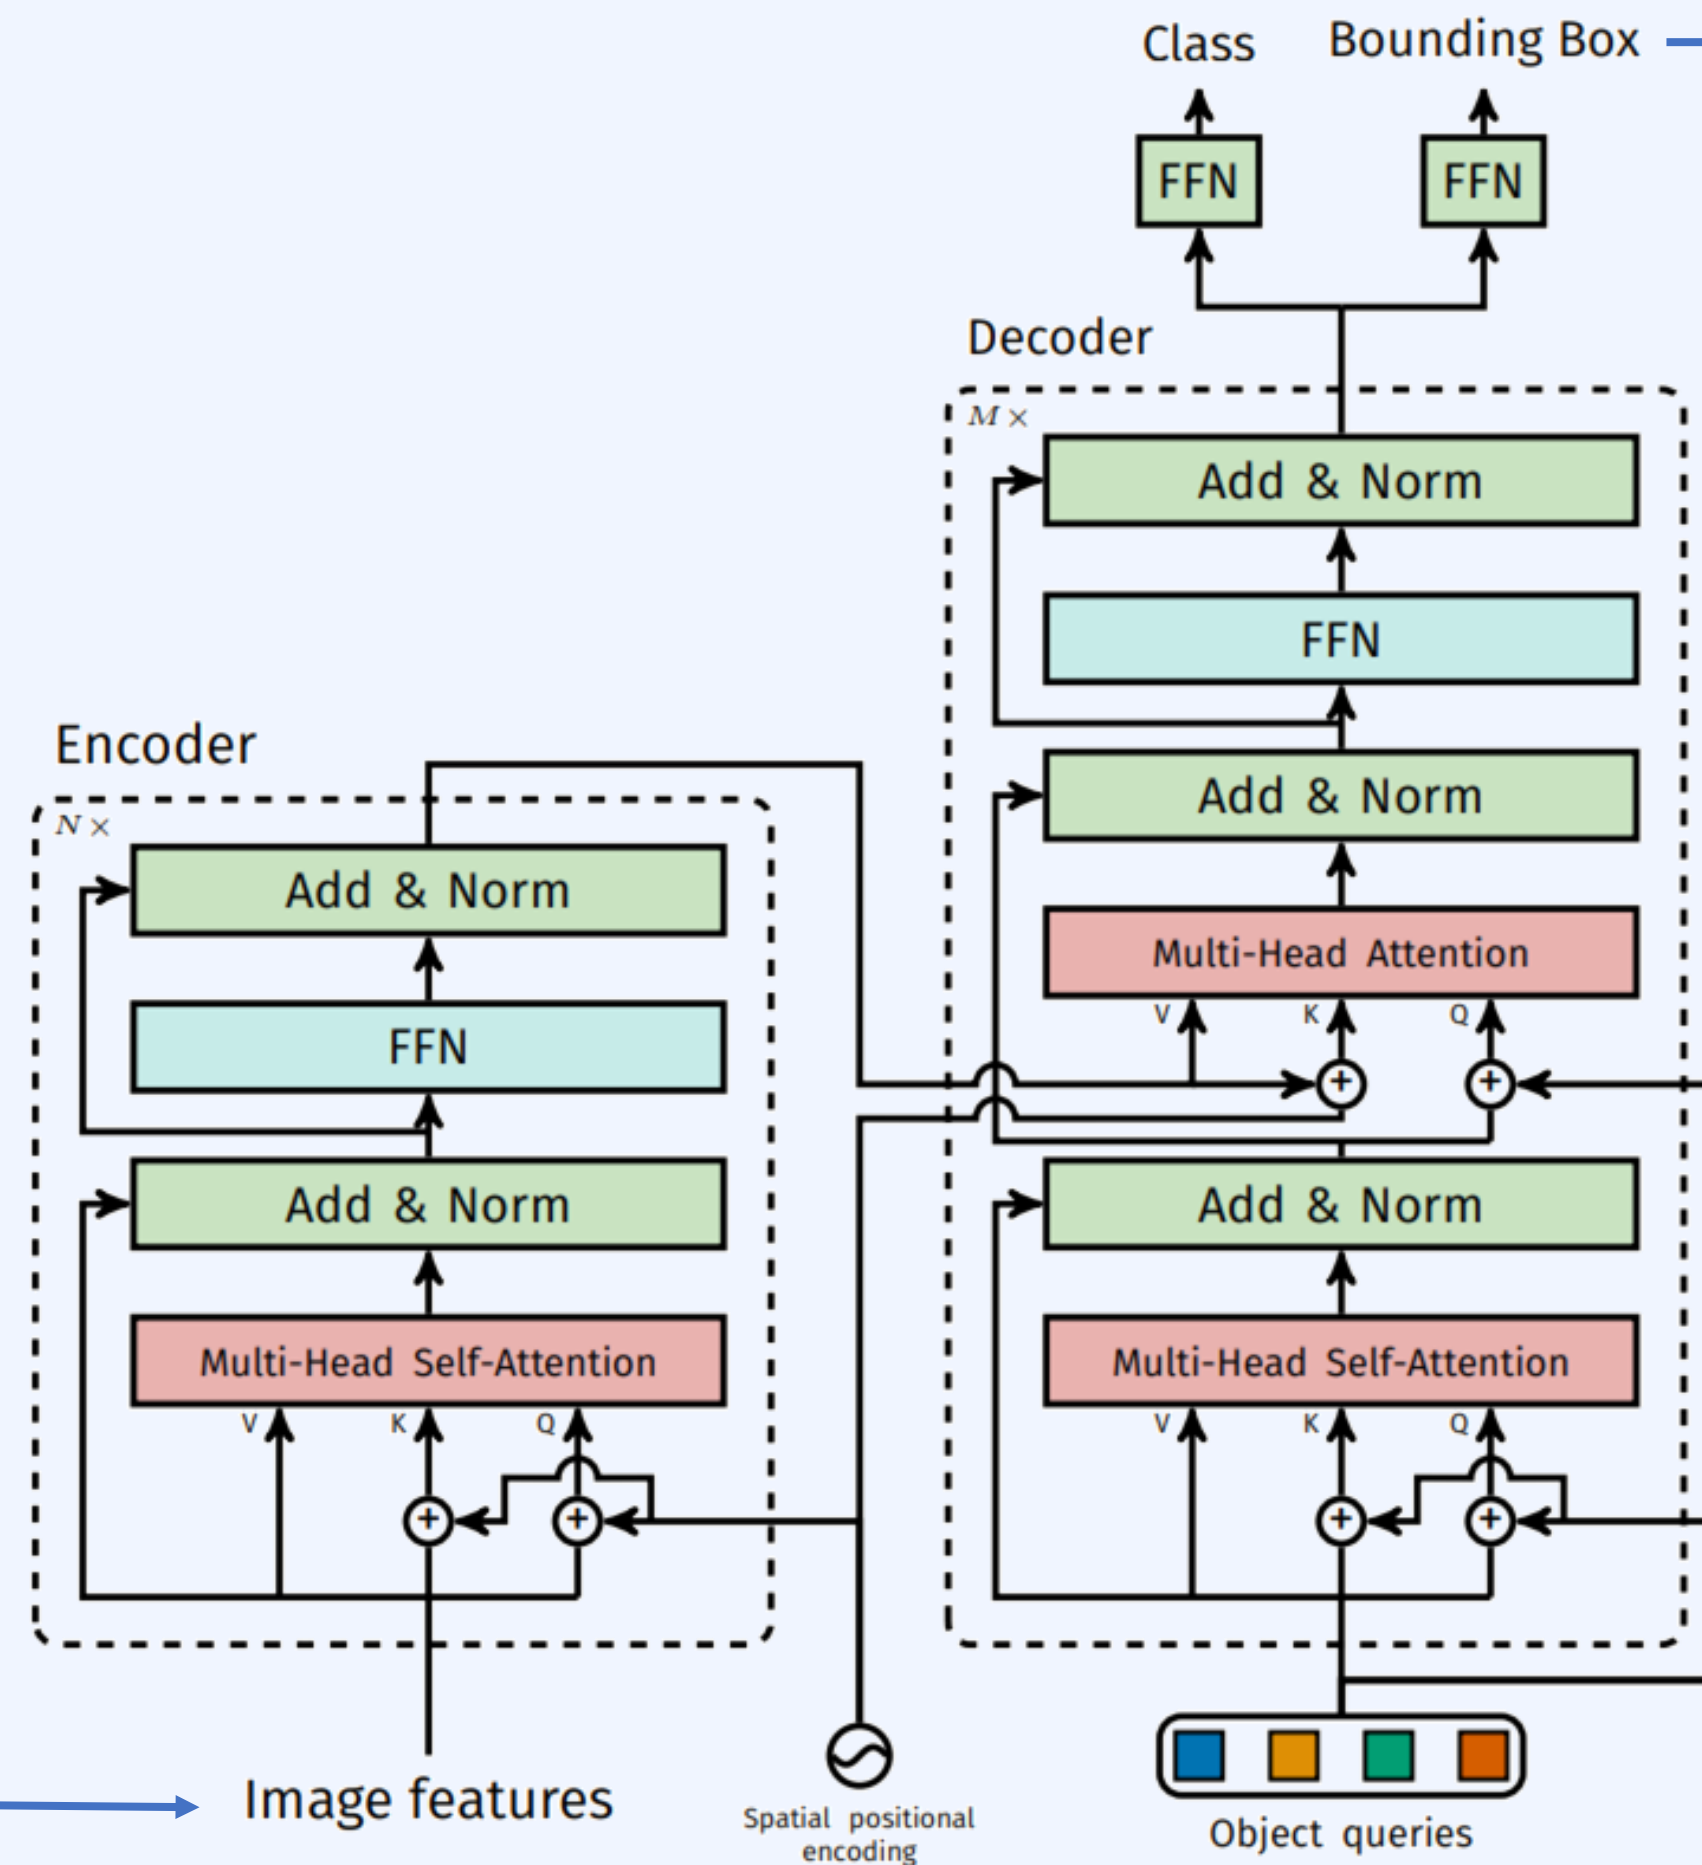 Class
Bounding Box
FFN
FFN
Decoder
M ×
Add & Norm
FFN
Add & Norm
Multi-Head Attention
V
K
Q
+
+
Add & Norm
Multi-Head Self-Attention
V
K
Q
+
+
Object queries
Encoder
N ×
Add & Norm
FFN
Add & Norm
Multi-Head Self-Attention
V
K
Q
+
+
Image features
Spatial positional
encoding